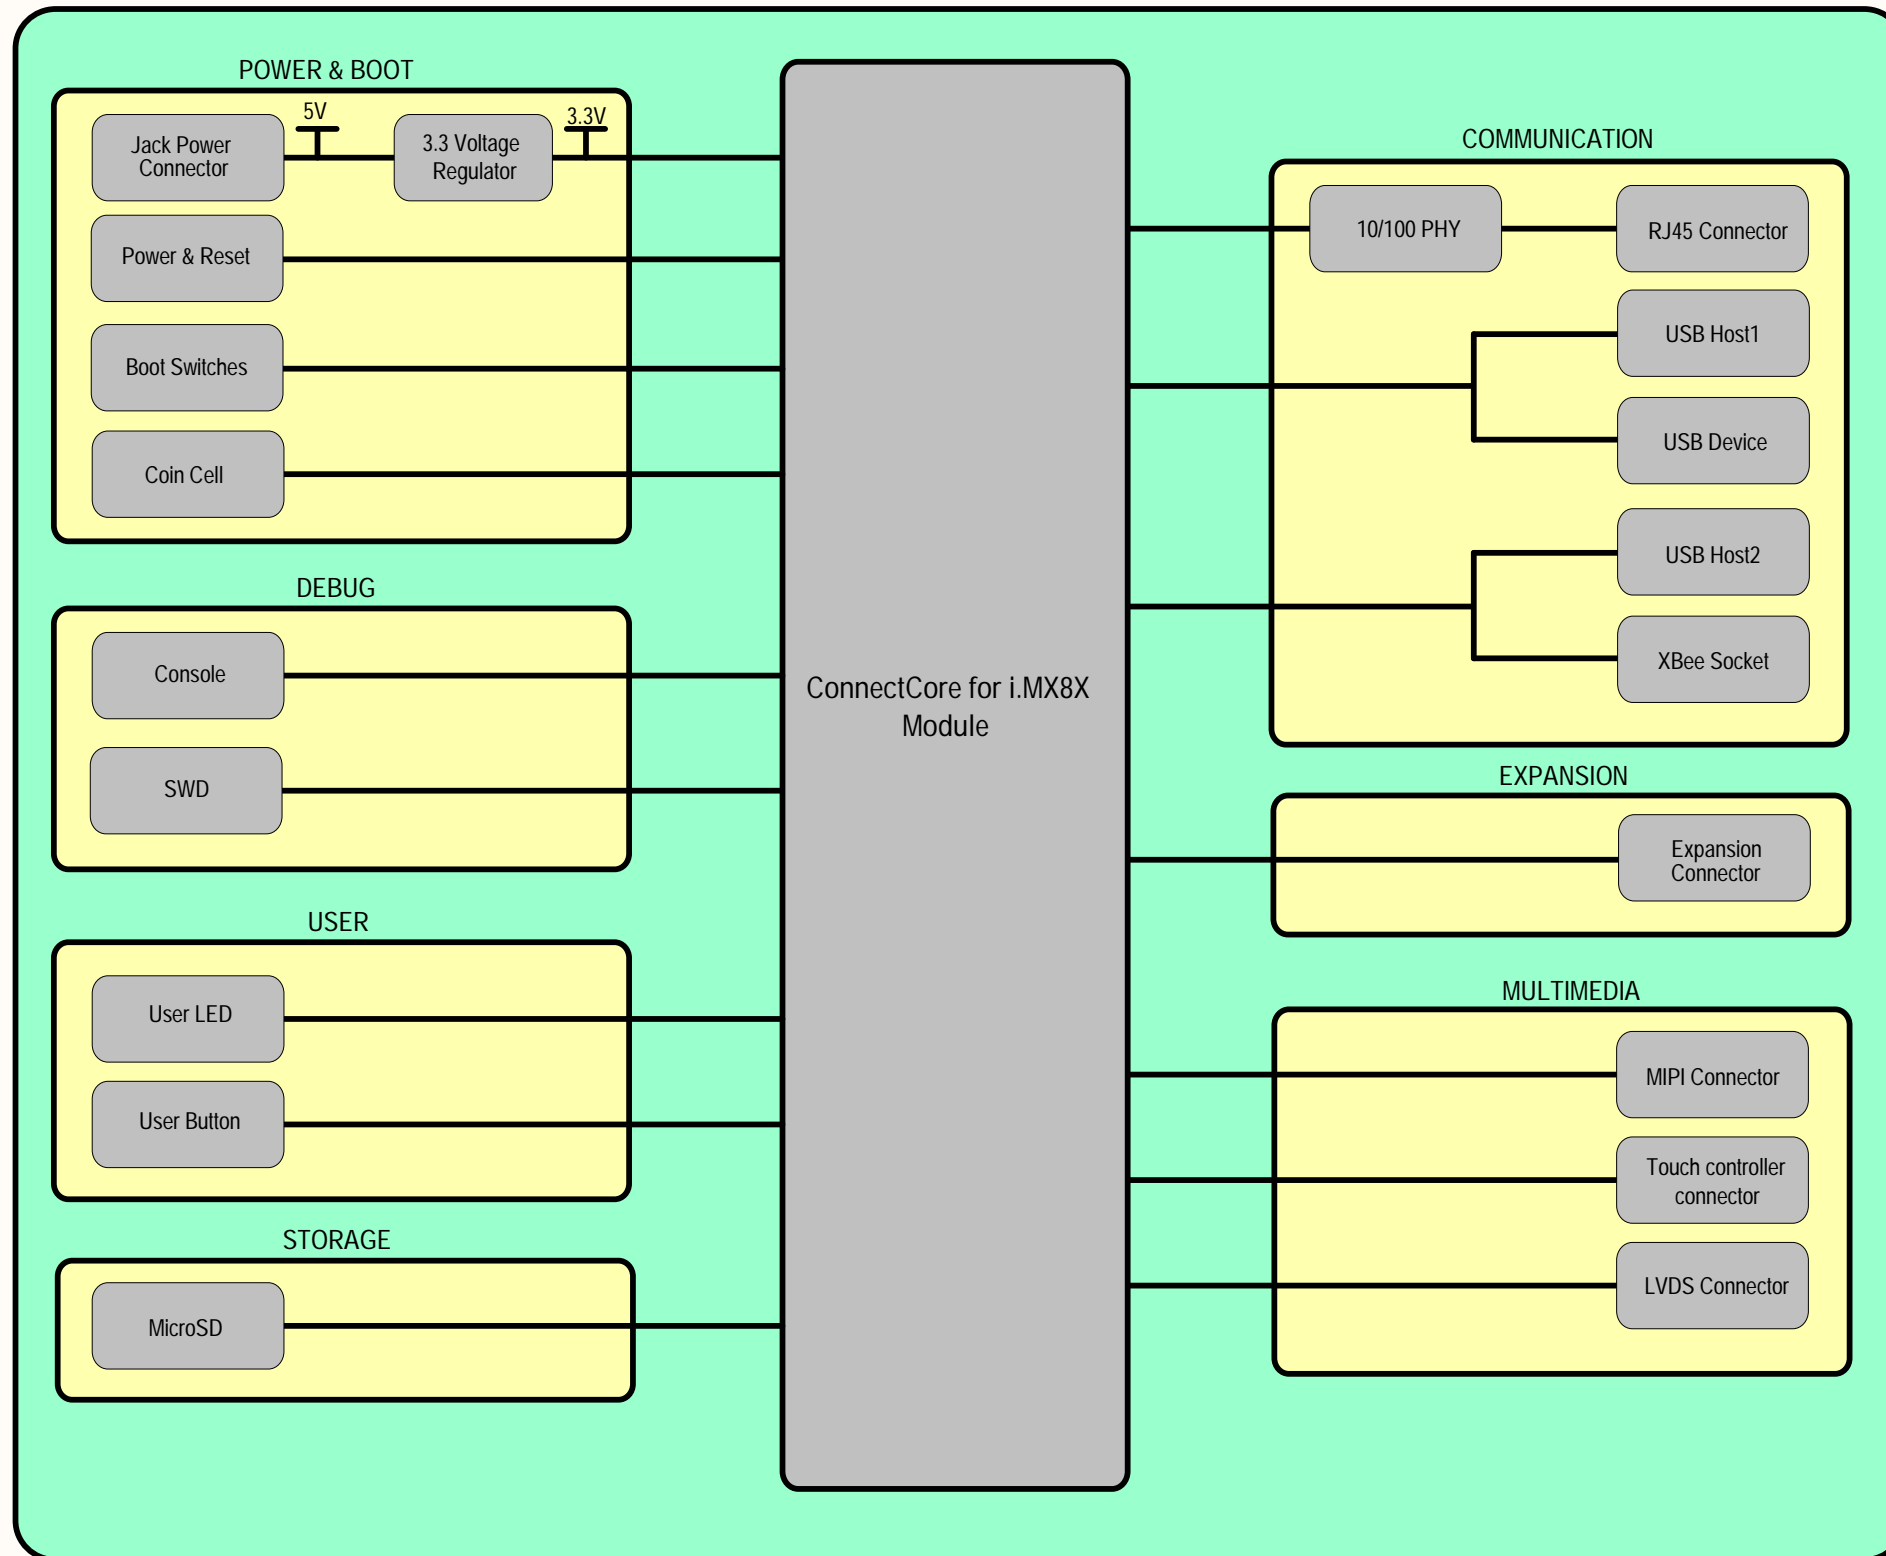 POWER & BOOT
5V
3.3V
Jack Power
Connector
3.3 Voltage
Regulator
Power & Reset
Boot Switches
Coin Cell
DEBUG
Console
SWD
USER
User LED
User Button
STORAGE
MicroSD
ConnectCore for i.MX8X
Module
COMMUNICATION
10/100 PHY
RJ45 Connector
USB Host1
USB Device
USB Host2
XBee Socket
EXPANSION
Expansion
Connector
MULTIMEDIA
MIPI Connector
Touch controller
connector
LVDS Connector